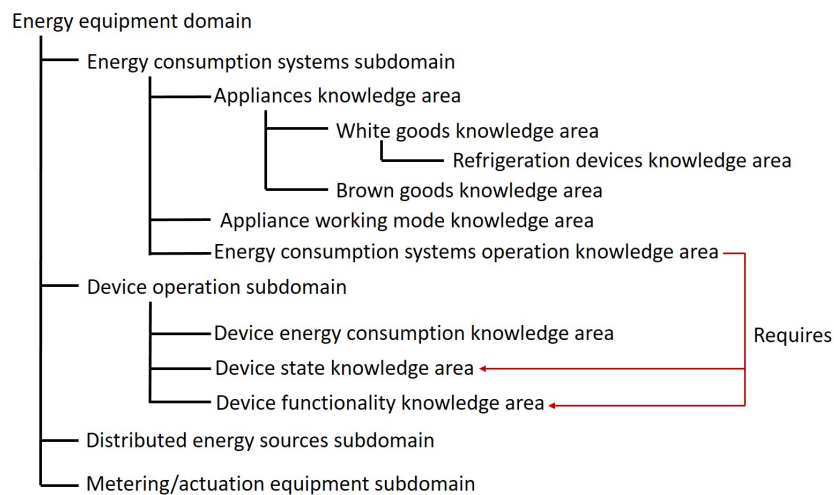 Energy equipment domain
Energy consumption systems subdomain
Appliances knowledge area
White goods knowledge area
Refrigeration devices knowledge area
Brown goods knowledge area
Appliance working mode knowledge area
Energy consumption systems operation knowledge area
Device operation subdomain
Device energy consumption knowledge area
Requires
Device state knowledge area
Device functionality knowledge area
Distributed energy sources subdomain
Metering/actuation equipment subdomain